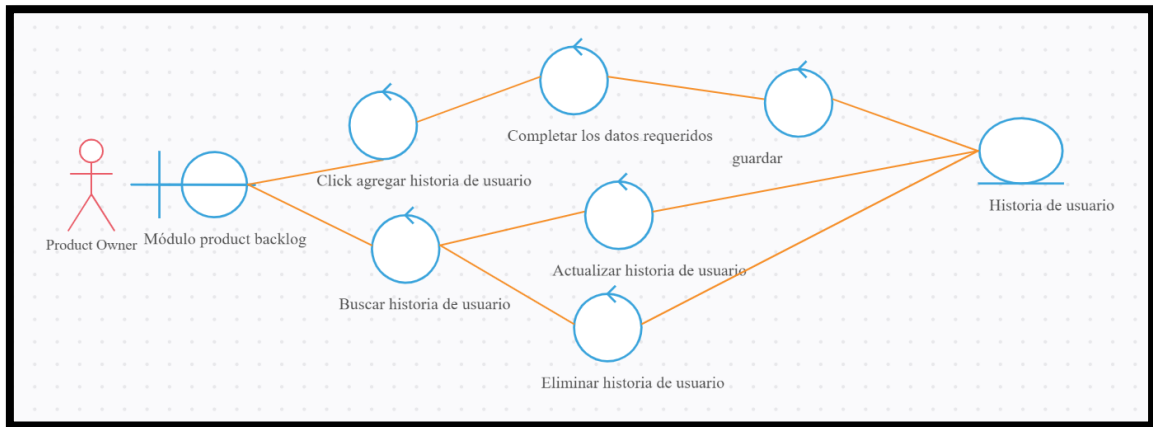 Completar los datos requeridos
guardar
Click agregar historia de usuario
Historia de usuario
Product Owner
Módulo product backlog
Actualizar historia de usuario
Buscar historia de usuario
Eliminar historia de usuario